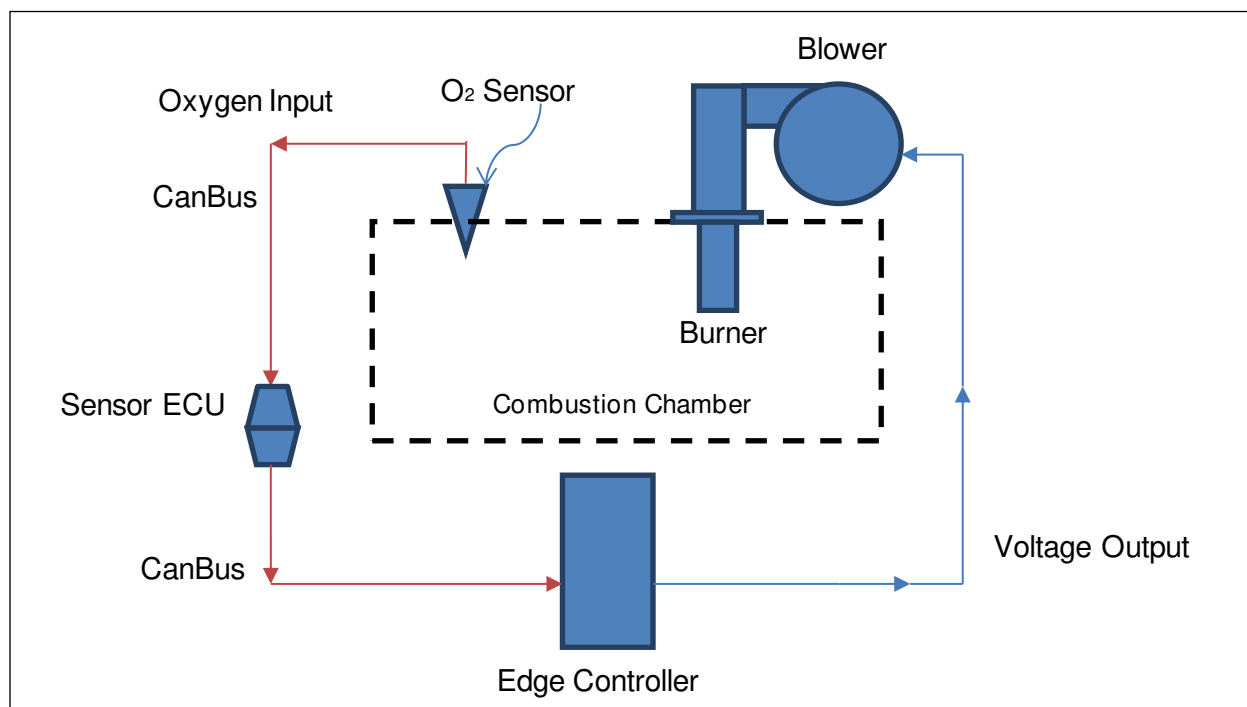 Blower
O₂ Sensor
Oxygen Input
CanBus
Burner
Sensor ECU
Combustion Chamber
Voltage Output
CanBus
Edge Controller